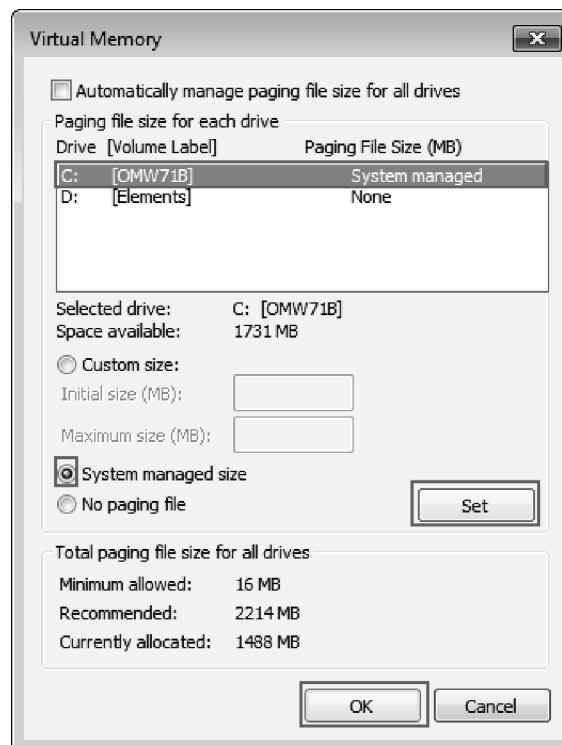 Virtual Memory
Automatically manage paging file size for all drives
Paging file size for each drive
Drive [Volume Label] Paging File Size (MB)
C: [OMW71B] System managed
D: [Elements] None
Selected drive: C: [OMW71B]
Space available: 1731 MB
Custom size:
Initial size (MB):
Maximum size (MB):
System managed size
No paging file
Set
Total paging file size for all drives
Minimum allowed: 16 MB
Recommended: 2214 MB
Currently allocated: 1488 MB
OK Cancel